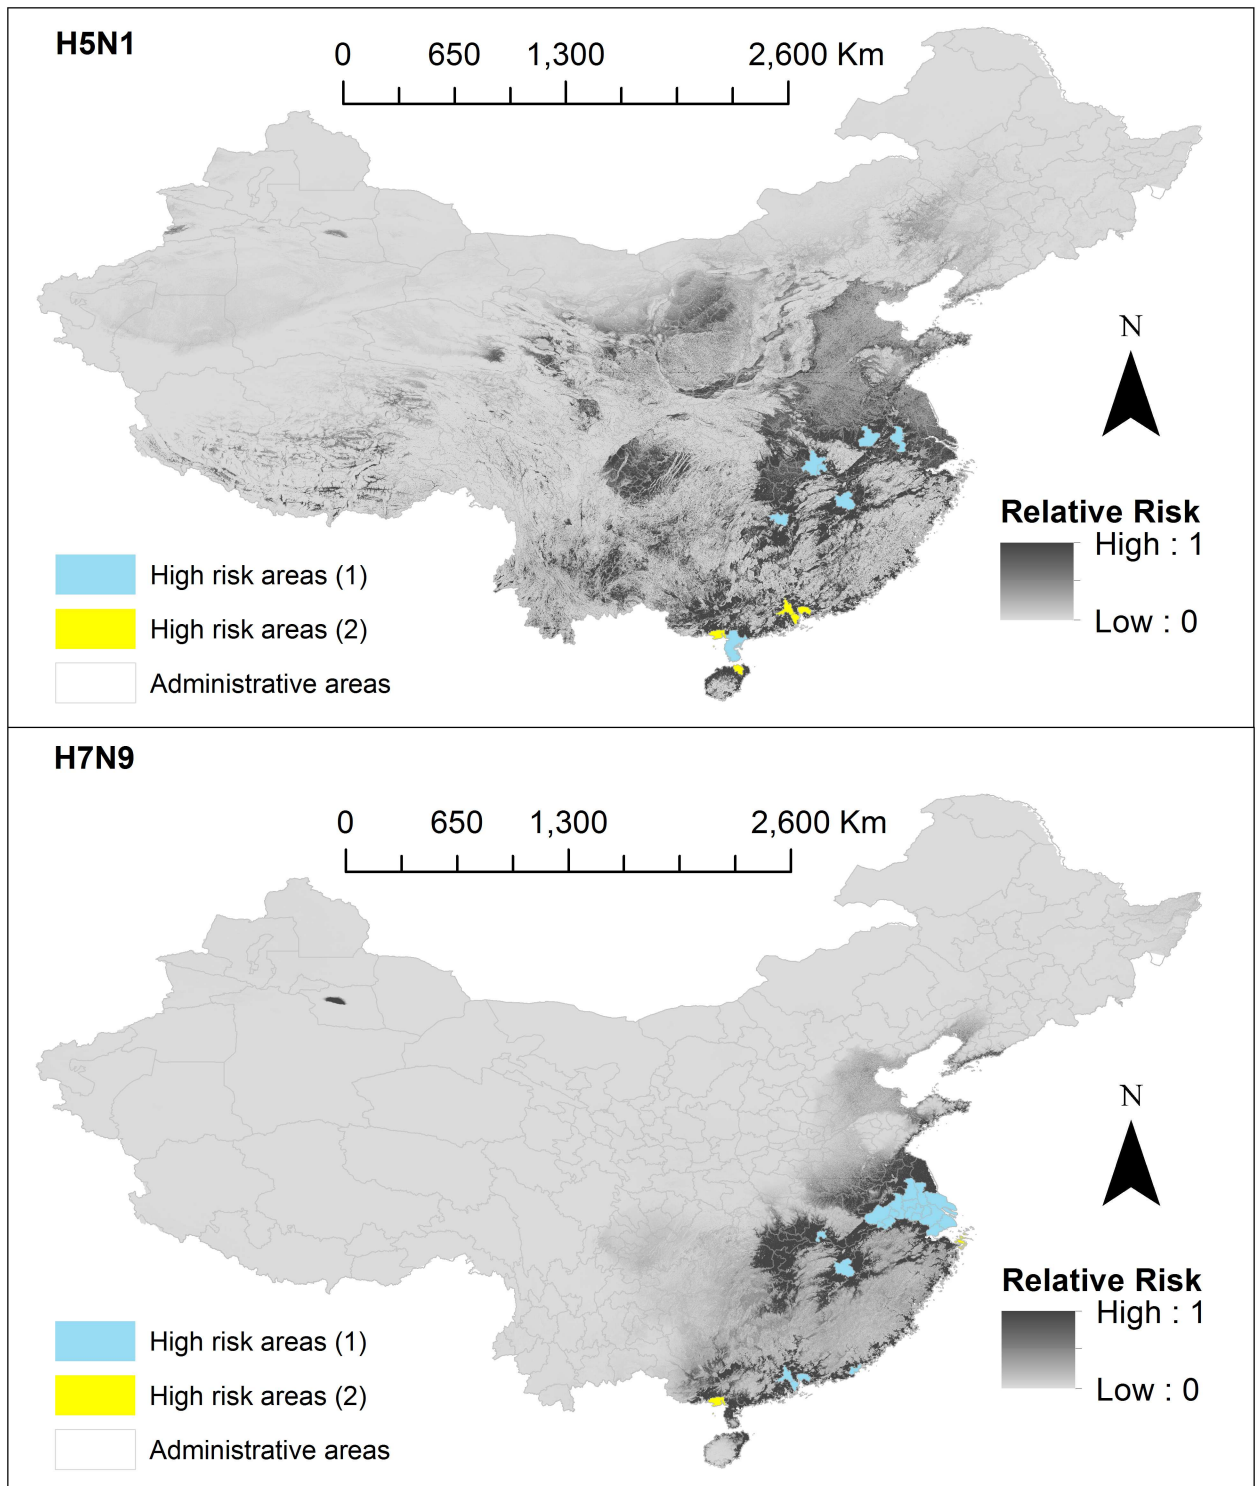 H5N1
0 650 1,300 2,600 Km
N
Relative Risk
High : 1
Low : 0
High risk areas (1)
High risk areas (2)
Administrative areas
H7N9
0 650 1,300 2,600 Km
N
Relative Risk
High : 1
Low : 0
High risk areas (1)
High risk areas (2)
Administrative areas